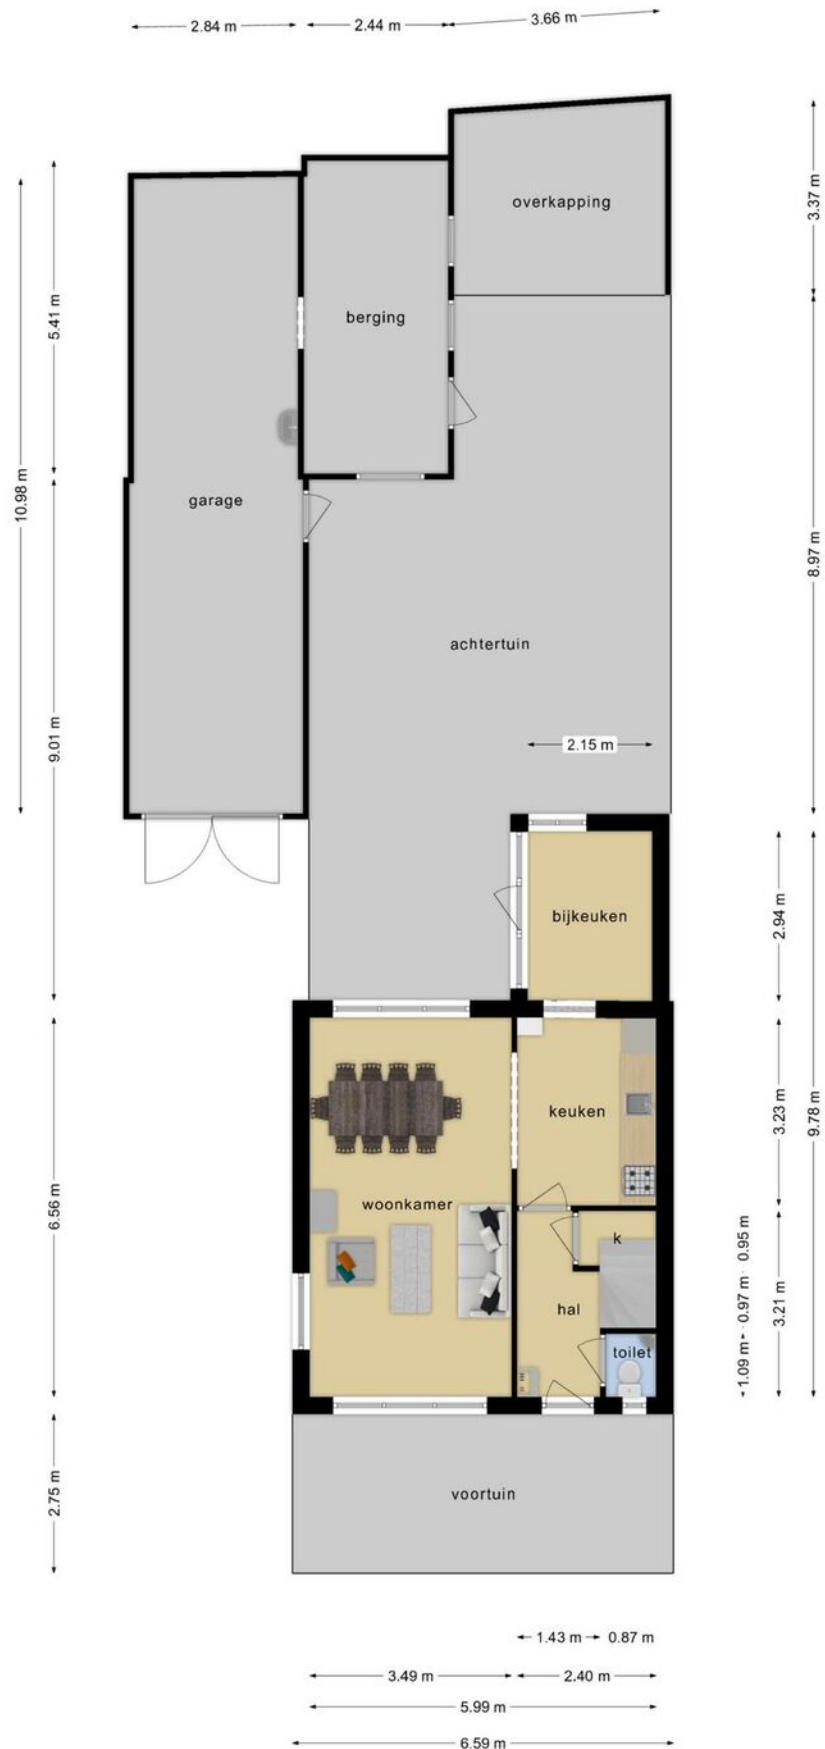 2.84 m
2.44 m
3.66 m
overkapping
3.37 m
berging
5.41 m
10.98 m
garage
8.97 m
achtertuin
9.01 m
2.15 m
bijkeuken
2.94 m
keuken
3.23 m
9.78 m
woonkamer
6.56 m
k
hal
toilet
1.09 m
0.97 m
0.95 m
3.21 m
voortuin
2.75 m
1.43 m
0.87 m
3.49 m
2.40 m
5.99 m
6.59 m